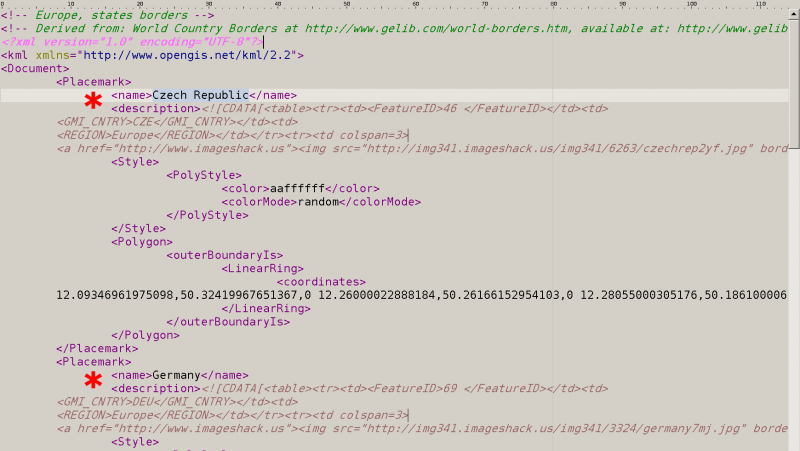 0 10 20 30 40 50 60 70 80 90 100 110
<!-- Europe, states borders -->
<!-- Derived from: World Country Borders at http://www.gelib.com/world-borders.htm, available at: http://www.gelib
<?xml version="1.0" encoding="UTF-8"?>
<kml xmlns="http://www.opengis.net/kml/2.2">
<Document>
<Placemark>
<name>Czech Republic</name>
<description><![CDATA[<table><tr><td><FeatureID>46 </FeatureID></td><td>
<GMI_CNTRY>CZE</GMI_CNTRY></td><td>
<REGION>Europe</REGION></td></tr><tr><td colspan=3>
<a href="http://www.imageshack.us"><img src="http://img341.imageshack.us/img341/6263/czechrep2yf.jpg" bord
<Style>
<PolyStyle>
<color>aaffffff</color>
<colorMode>random</colorMode>
</PolyStyle>
</Style>
<Polygon>
<outerBoundaryIs>
<LinearRing>
<coordinates>
12.09346961975098,50.32419967651367,0 12.26000022888184,50.26166152954103,0 12.28055000305176,50.186100006
</LinearRing>
</outerBoundaryIs>
</Polygon>
</Placemark>
<Placemark>
<name>Germany</name>
<description><![CDATA[<table><tr><td><FeatureID>69 </FeatureID></td><td>
<GMI_CNTRY>DEU</GMI_CNTRY></td><td>
<REGION>Europe</REGION></td></tr><tr><td colspan=3>
<a href="http://www.imageshack.us"><img src="http://img341.imageshack.us/img341/3324/germany7mj.jpg" borde
<Style>